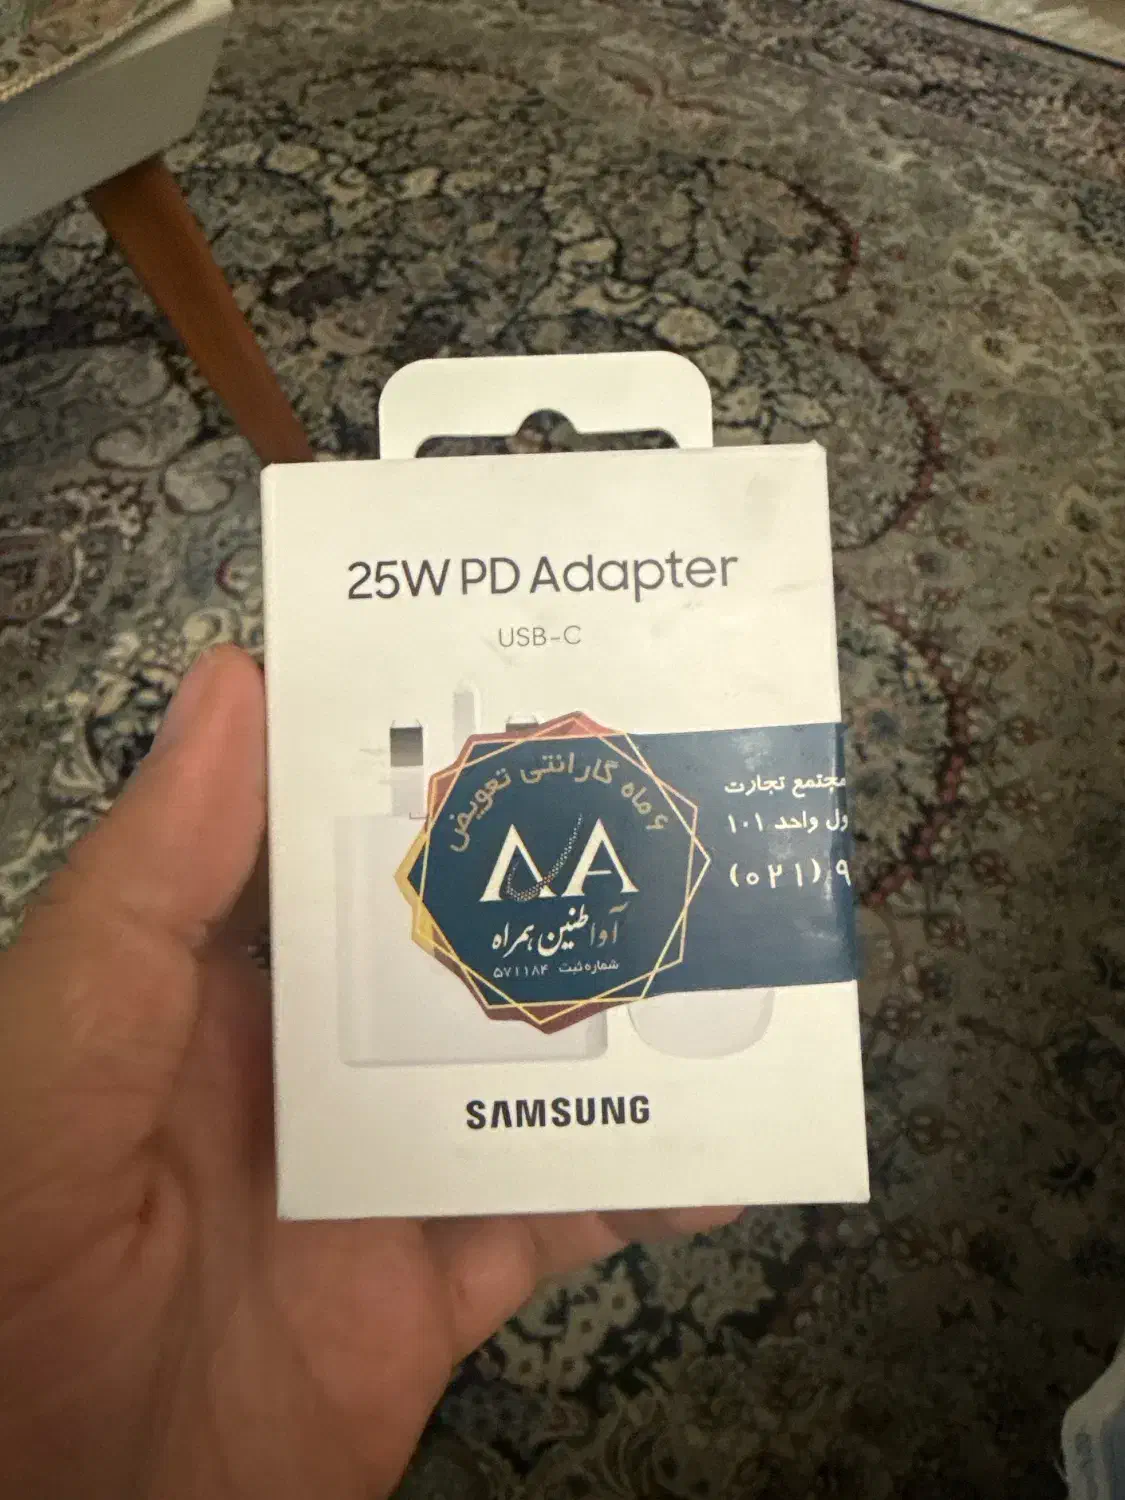 25W PD Adapter
USB-C
۶ ماه گارانتی تعویض
AA
آوا طنین همراه
شماره ثبت ۵۷۱۱۸۴
مجتمع تجارت
ول واحد ۱۰۱
(۰۲۱) ۹
SAMSUNG